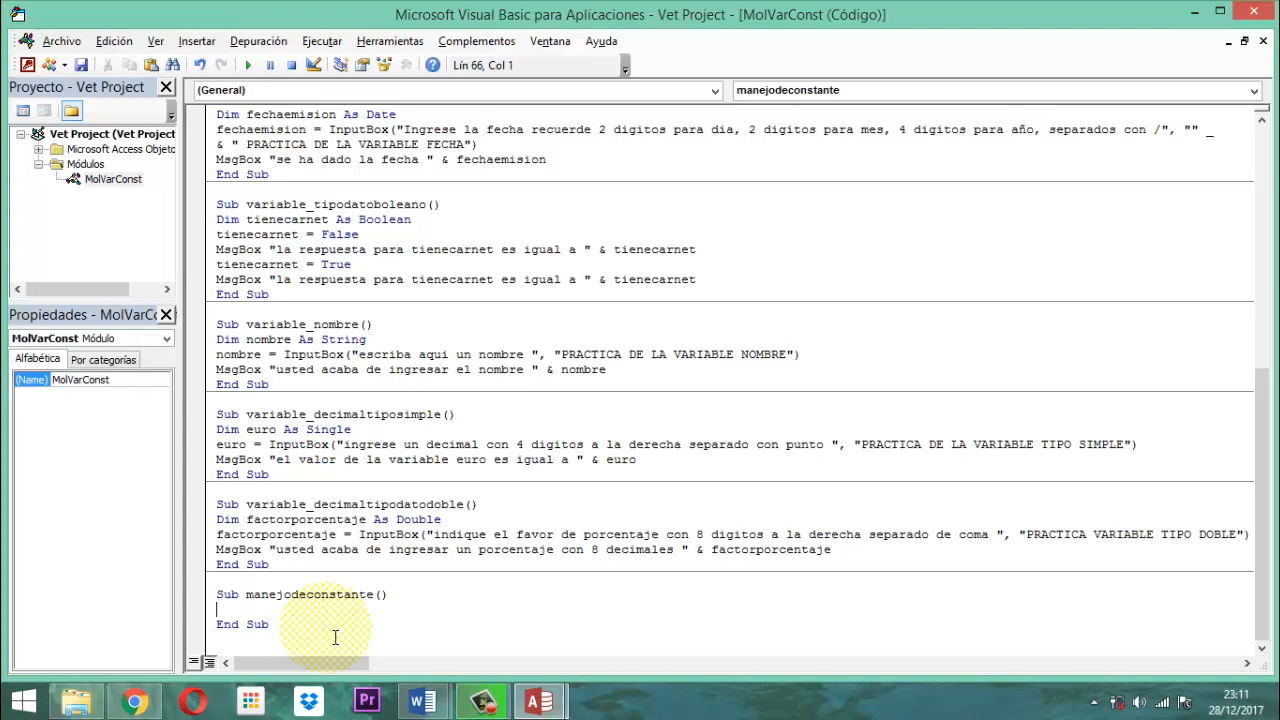 Microsoft Visual Basic para Aplicaciones - Vet Project - [MolVarConst (Código)]
Archivo Edición Ver Insertar Depuración Ejecutar Herramientas Complementos Ventana Ayuda
Lín 66, Col 1
Proyecto - Vet Project
(General)
manejodeconstante
Vet Project (Vet Project
Microsoft Access Objeto
Módulos
MolVarConst
Propiedades - MolVarCo
MolVarConst Módulo
Alfabética Por categorías
(Name) MolVarConst
Dim fechaemision As Date
fechaemision = InputBox("Ingrese la fecha recuerde 2 digitos para dia, 2 digitos para mes, 4 digitos para año, separados con /", "" _
& " PRACTICA DE LA VARIABLE FECHA")
MsgBox "se ha dado la fecha " & fechaemision
End Sub
Sub variable_tipodatoboleano()
Dim tienecarnet As Boolean
tienecarnet = False
MsgBox "la respuesta para tienecarnet es igual a " & tienecarnet
tienecarnet = True
MsgBox "la respuesta para tienecarnet es igual a " & tienecarnet
End Sub
Sub variable_nombre()
Dim nombre As String
nombre = InputBox("escriba aqui un nombre ", "PRACTICA DE LA VARIABLE NOMBRE")
MsgBox "usted acaba de ingresar el nombre " & nombre
End Sub
Sub variable_decimaltiposimple()
Dim euro As Single
euro = InputBox("ingrese un decimal con 4 digitos a la derecha separado con punto ", "PRACTICA DE LA VARIABLE TIPO SIMPLE")
MsgBox "el valor de la variable euro es igual a " & euro
End Sub
Sub variable_decimaltipodatodoble()
Dim factorporcentaje As Double
factorporcentaje = InputBox("indique el favor de porcentaje con 8 digitos a la derecha separado de coma ", "PRACTICA VARIABLE TIPO DOBLE")
MsgBox "usted acaba de ingresar un porcentaje con 8 decimales " & factorporcentaje
End Sub
Sub manejodeconstante()
End Sub
Pr
23:11
28/12/2017